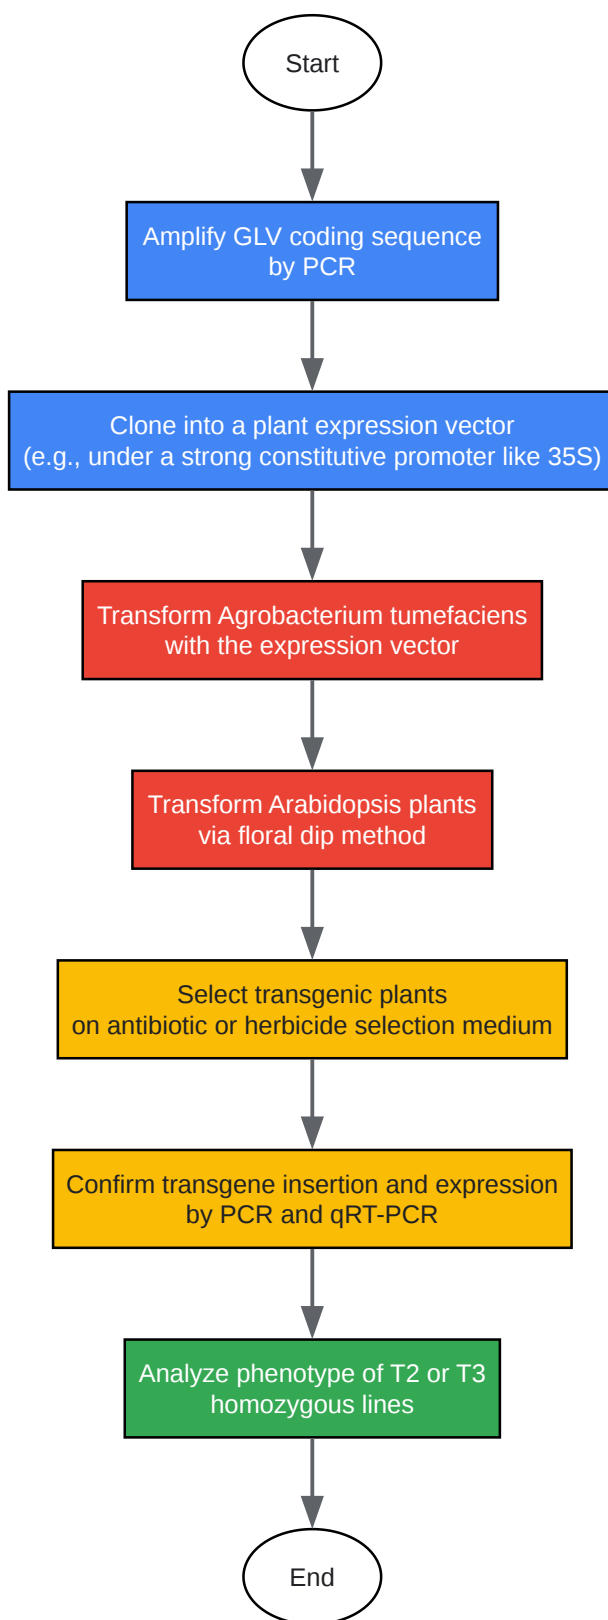 Start
Amplify GLV coding sequence
by PCR
Clone into a plant expression vector
(e.g., under a strong constitutive promoter like 35S)
Transform Agrobacterium tumefaciens
with the expression vector
Transform Arabidopsis plants
via floral dip method
Select transgenic plants
on antibiotic or herbicide selection medium
Confirm transgene insertion and expression
by PCR and qRT-PCR
Analyze phenotype of T2 or T3
homozygous lines
End